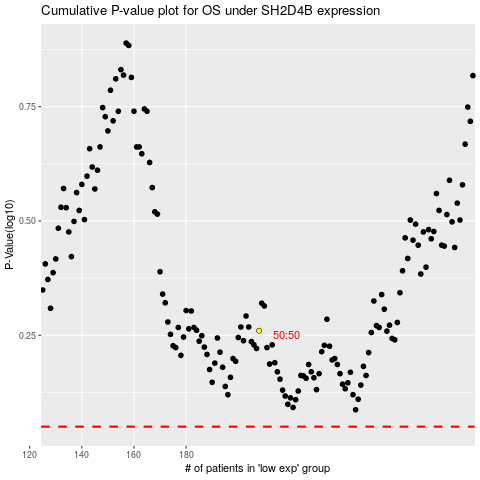 Cumulative P-value plot for OS under SH2D4B expression
P-Value(log10)
0.75
0.50
0.25
50:50
120 140 160 180
# of patients in 'low exp' group